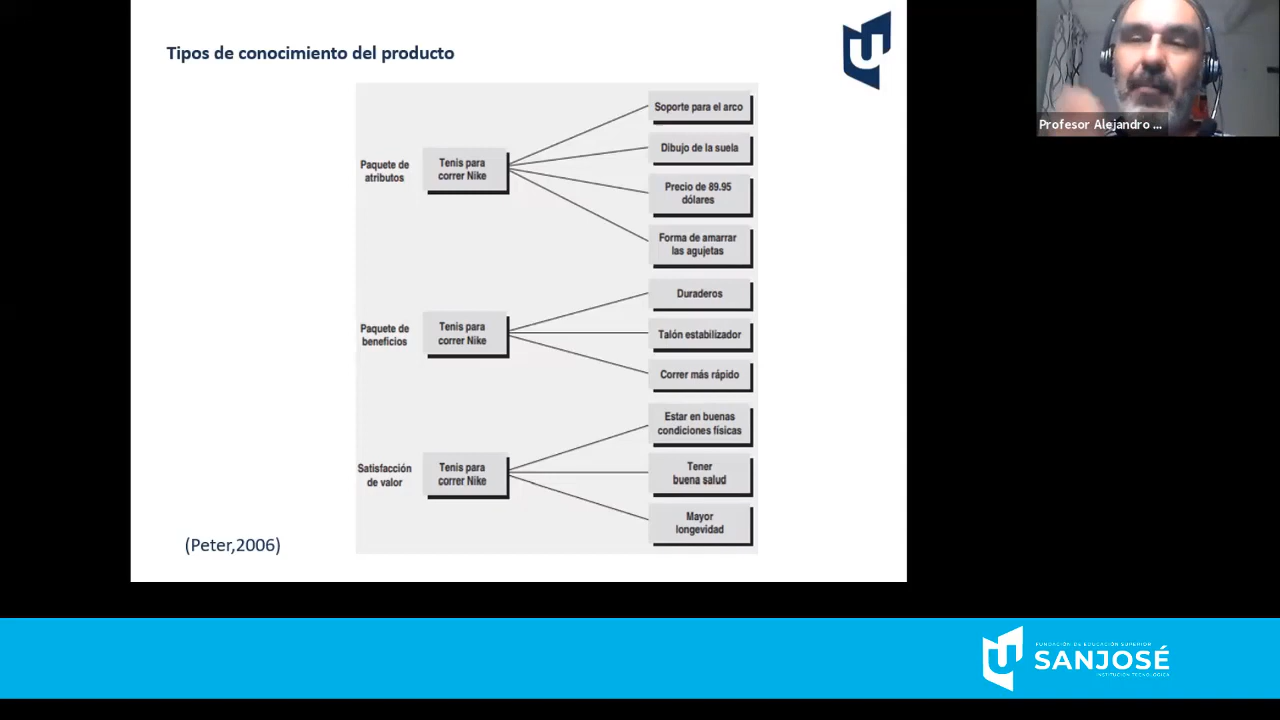 Tipos de conocimiento del producto
Profesor Alejandro ...
Paquete de
atributos
Tenis para
correr Nike
Soporte para el arco
Dibujo de la suela
Precio de 89.95
dólares
Forma de amarrar
las agujetas
Paquete de
beneficios
Tenis para
correr Nike
Duraderos
Talón estabilizador
Correr más rápido
Satisfacción
de valor
Tenis para
correr Nike
Estar en buenas
condiciones físicas
Tener
buena salud
Mayor
longevidad
(Peter,2006)
FUNDACIÓN DE EDUCACIÓN SUPERIOR
SANJOSÉ
INSTITUCIÓN TECNOLÓGICA